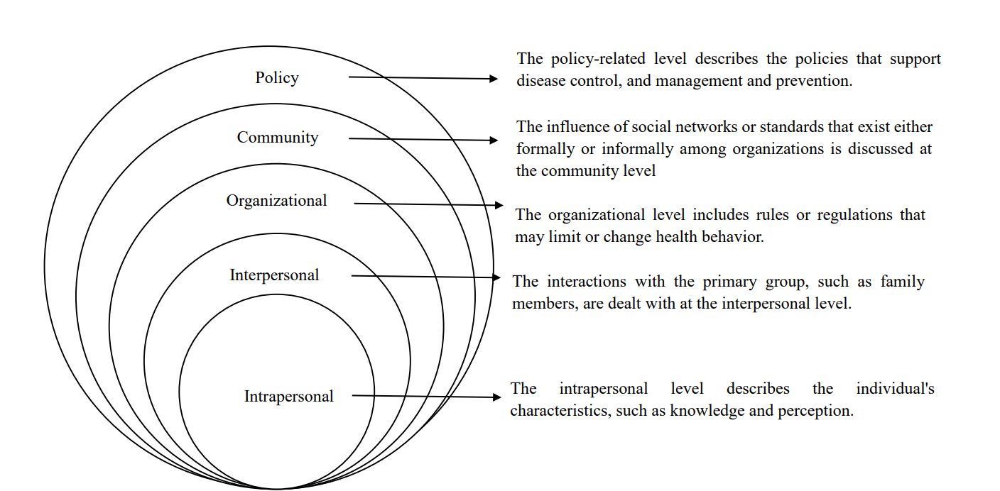 Policy
The policy-related level describes the policies that support
disease control, and management and prevention.
Community
The influence of social networks or standards that exist either
formally or informally among organizations is discussed at
the community level
Organizational
The organizational level includes rules or regulations that
may limit or change health behavior.
Interpersonal
The interactions with the primary group, such as family
members, are dealt with at the interpersonal level.
Intrapersonal
The intrapersonal level describes the individual's
characteristics, such as knowledge and perception.